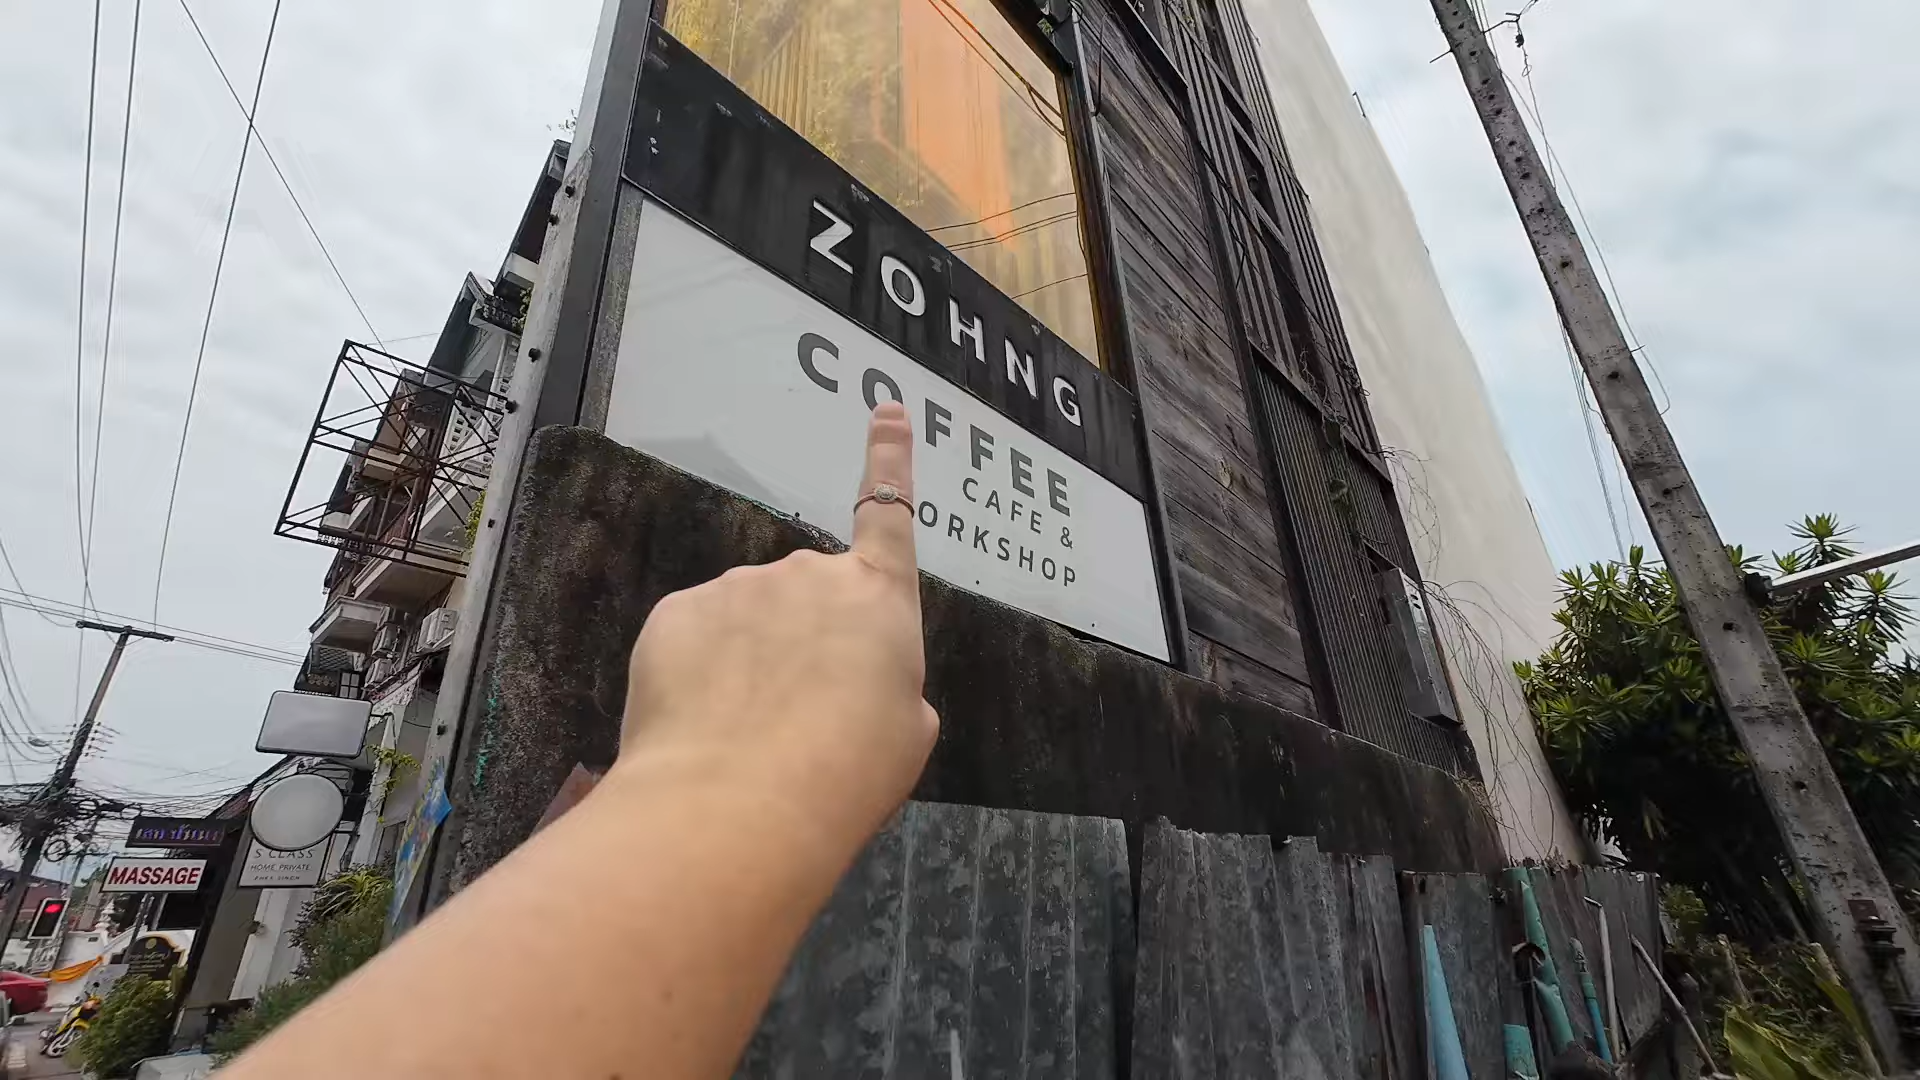 ZOHNG
COFFEE
CAFE &
ORKSHOP
S CLASS
HOME PRIVATE
MASSAGE